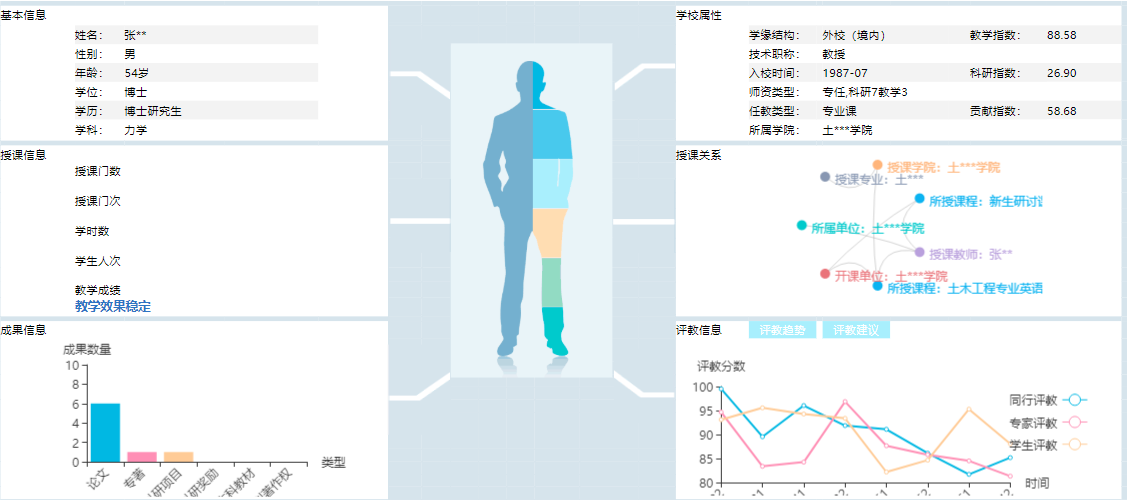 基本信息
姓名： 张**
性别： 男
年龄： 54岁
学位： 博士
学历： 博士研究生
学科： 力学
授课信息
授课门数
授课门次
学时数
学生人次
教学成绩
教学效果稳定
成果信息
成果数量
10
8
6
4
2
0
论文
专著
研项目
研奖励
科教材
著作权
类型
学校属性
学缘结构： 外校（境内） 教学指数： 88.58
技术职称： 教授
入校时间： 1987-07 科研指数： 26.90
师资类型： 专任,科研7教学3
任教类型： 专业课 贡献指数： 58.68
所属学院： 土***学院
授课关系
授课学院：土***学院
授课专业：土***
所授课程：新生研讨
所属单位：土***学院
授课教师：张**
开课单位：土***学院
所授课程：土木工程专业英语
评教信息 评教趋势 评教建议
评教分数
100
95
90
85
80
同行评教
专家评教
学生评教
时间